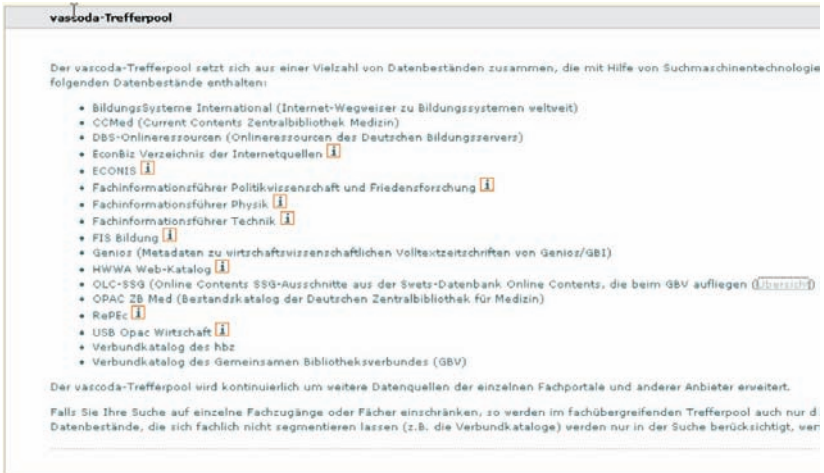 vascoda-Trefferpool
Der vascoda-Trefferpool setzt sich aus einer Vielzahl von Datenbeständen zusammen, die mit Hilfe von Suchmaschinentechnologie
folgenden Datenbestände enthalten:
• BildungsSysteme International (Internet-Wegweiser zu Bildungssystemen weltweit)
• CCMed (Current Contents Zentralbibliothek Medizin)
• DBS-Onlineressourcen (Onlineressourcen des Deutschen Bildungsservers)
• EconBiz Verzeichnis der Internetquellen i
• ECONIS i
• Fachinformationsführer Politikwissenschaft und Friedensforschung i
• Fachinformationsführer Physik i
• Fachinformationsführer Technik i
• FIS Bildung i
• Genios (Metadaten zu wirtschaftswissenschaftlichen Volltextzeitschriften von Genios/GBI)
• HWWA Web-Katalog i
• OLC-SSG (Online Contents SSG-Ausschnitte aus der Swets-Datenbank Online Contents, die beim GBV aufliegen (Übersicht)
• OPAC ZB Med (Bestandskatalog der Deutschen Zentralbibliothek für Medizin)
• RePEc i
• USB Opac Wirtschaft i
• Verbundkatalog des hbz
• Verbundkatalog des Gemeinsamen Bibliotheksverbundes (GBV)
Der vascoda-Trefferpool wird kontinuierlich um weitere Datenquellen der einzelnen Fachportale und anderer Anbieter erweitert.
Falls Sie Ihre Suche auf einzelne Fachzugänge oder Fächer einschränken, so werden im fachübergreifenden Trefferpool auch nur d
Datenbestände, die sich fachlich nicht segmentieren lassen (z.B. die Verbundkataloge) werden nur in der Suche berücksichtigt, wen